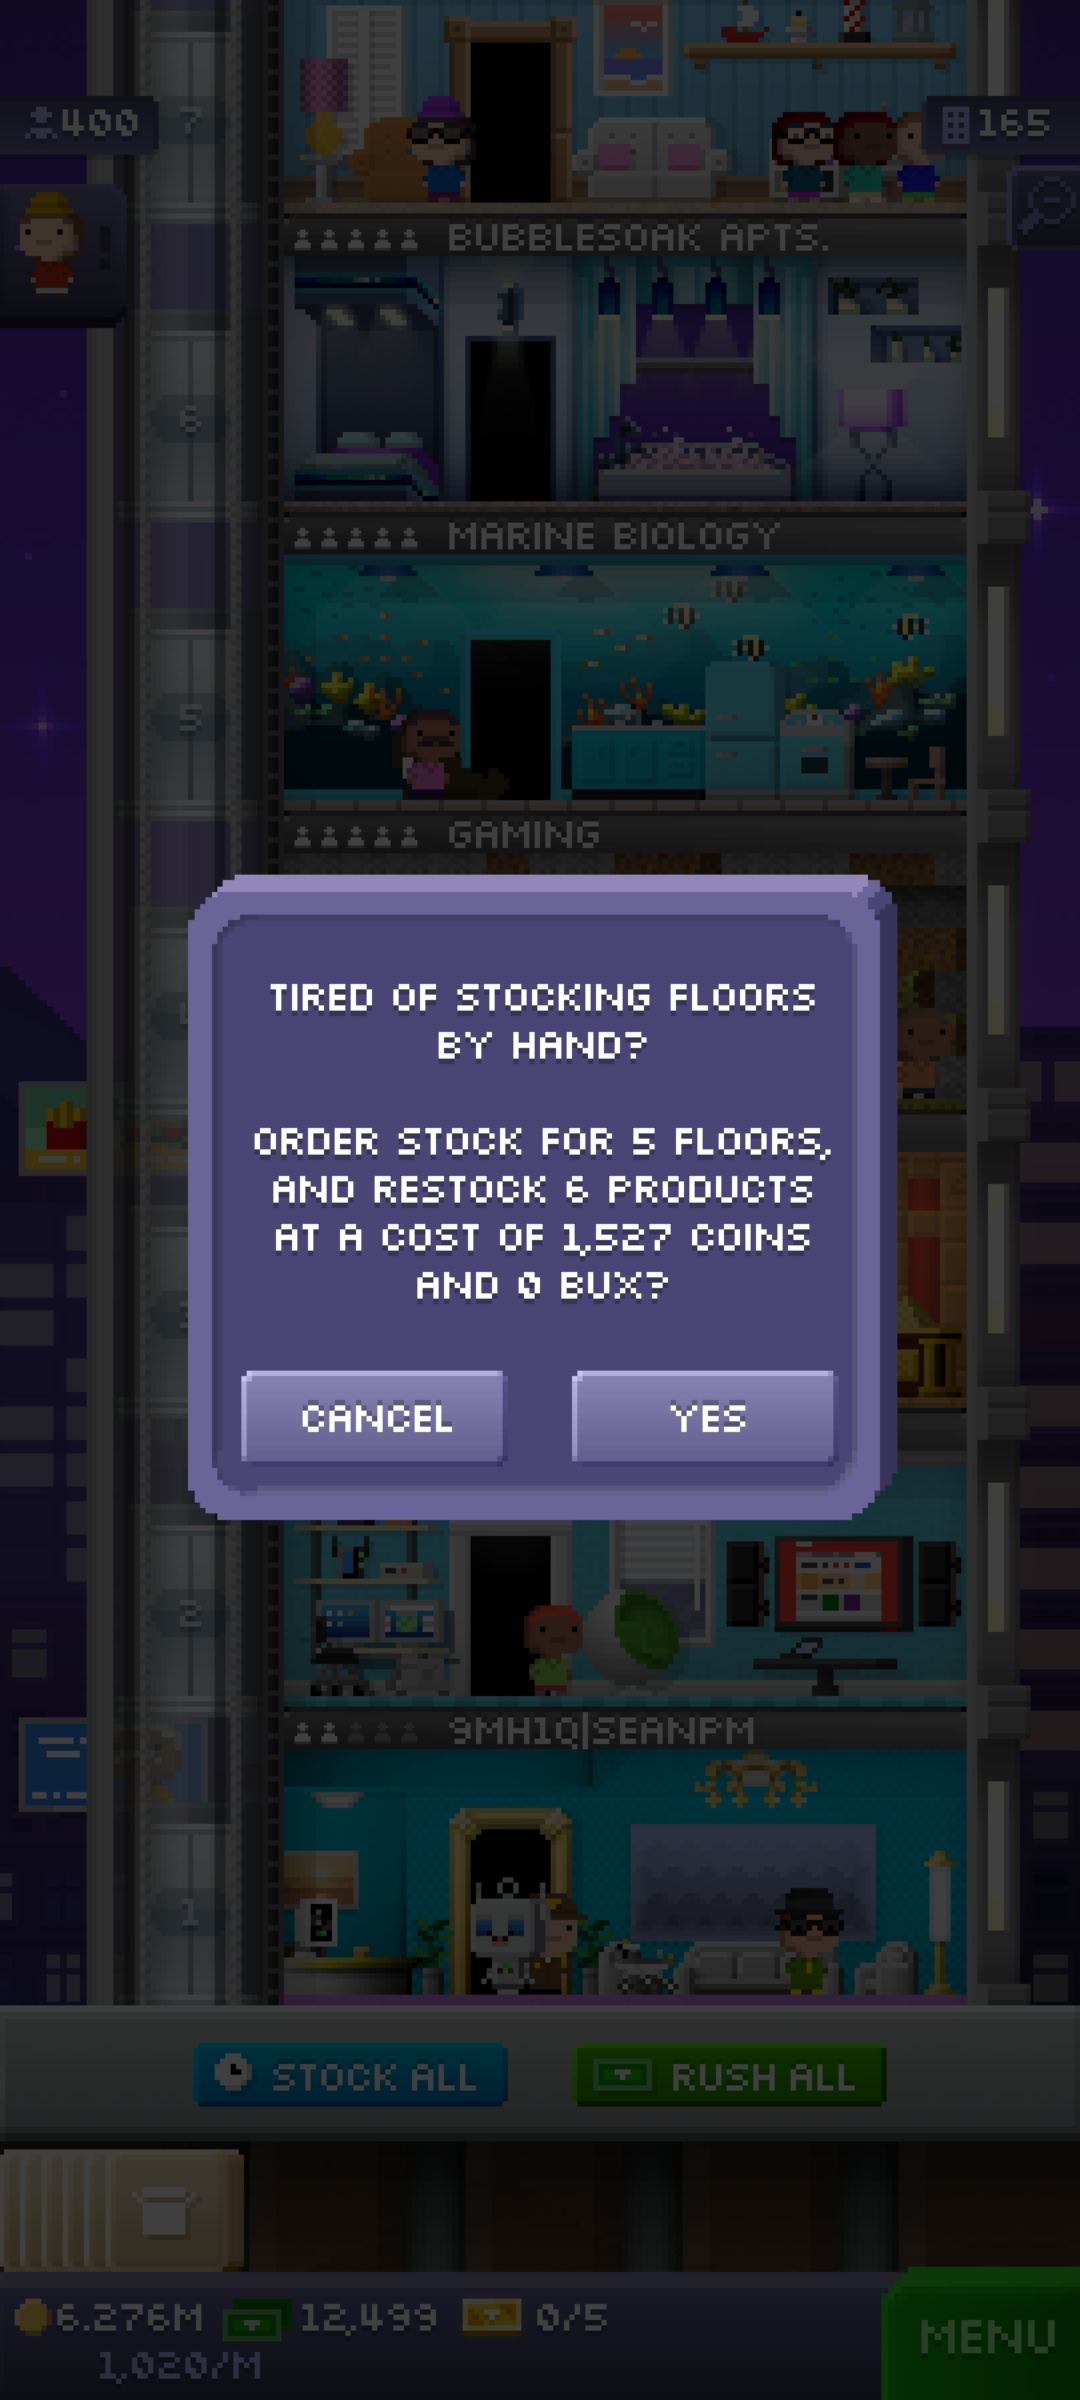 400
7
165
BUBBLESOAK APTS.
6
MARINE BIOLOGY
5
GAMING
TIRED OF STOCKING FLOORS
BY HAND?
ORDER STOCK FOR 5 FLOORS,
AND RESTOCK 6 PRODUCTS
AT A COST OF 1,527 COINS
AND 0 BUX?
CANCEL
YES
2
9MH1Q|SEANPM
1
STOCK ALL
RUSH ALL
6.276M
12,499
0/5
1,020/M
MENU